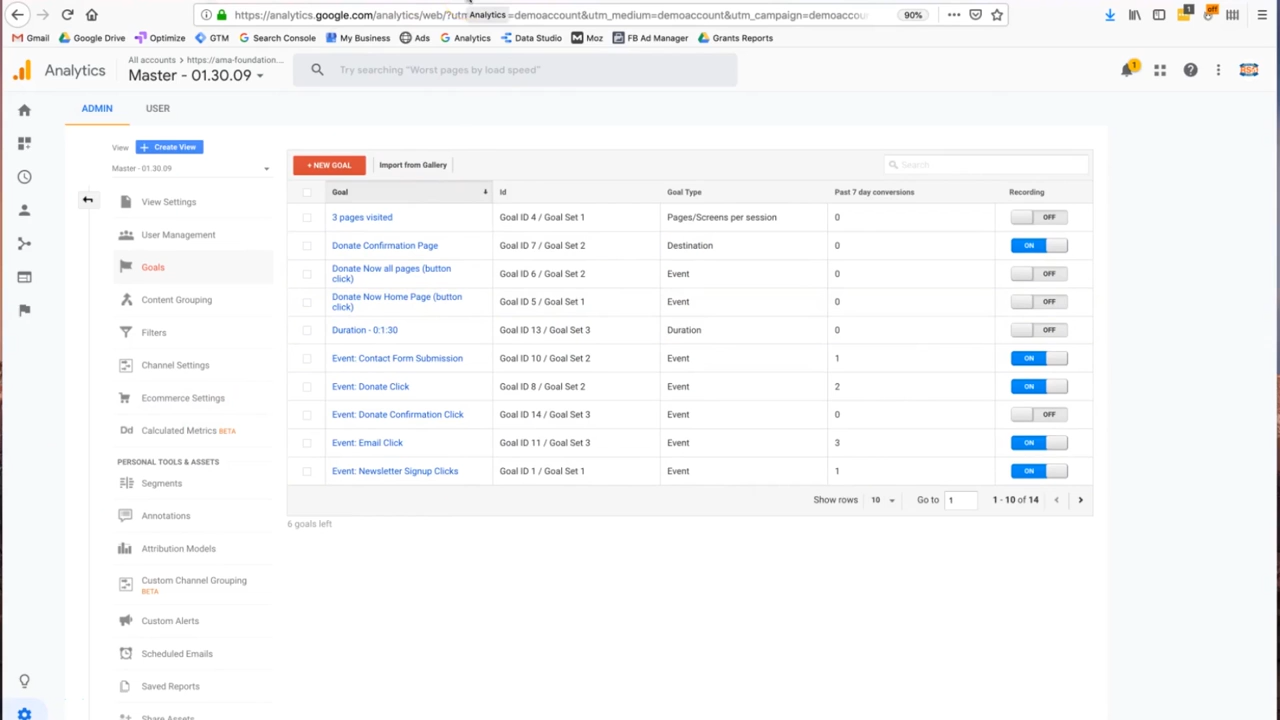 https://analytics.google.com/analytics/web/?utm
Analytics
=demoaccount&utm_medium=demoaccount&utm_campaign=demoaccou
90%
1
off
Gmail
Google Drive
Optimize
GTM
Search Console
My Business
Ads
Analytics
Data Studio
Moz
FB Ad Manager
Grants Reports
Analytics
All accounts > https://ama-foundation...
Master - 01.30.09
Try searching "Worst pages by load speed"
1
ADMIN
USER
View
+ Create View
Master - 01.30.09
View Settings
User Management
Goals
Content Grouping
Filters
Channel Settings
Ecommerce Settings
Dd Calculated Metrics BETA
PERSONAL TOOLS & ASSETS
Segments
Annotations
Attribution Models
Custom Channel Grouping
BETA
Custom Alerts
Scheduled Emails
Saved Reports
Share Assets
+ NEW GOAL
Import from Gallery
Search
Goal Id Goal Type Past 7 day conversions Recording
3 pages visited Goal ID 4 / Goal Set 1 Pages/Screens per session 0 OFF
Donate Confirmation Page Goal ID 7 / Goal Set 2 Destination 0 ON
Donate Now all pages (button
click) Goal ID 6 / Goal Set 2 Event 0 OFF
Donate Now Home Page (button
click) Goal ID 5 / Goal Set 1 Event 0 OFF
Duration - 0:1:30 Goal ID 13 / Goal Set 3 Duration 0 OFF
Event: Contact Form Submission Goal ID 10 / Goal Set 2 Event 1 ON
Event: Donate Click Goal ID 8 / Goal Set 2 Event 2 ON
Event: Donate Confirmation Click Goal ID 14 / Goal Set 3 Event 0 OFF
Event: Email Click Goal ID 11 / Goal Set 3 Event 3 ON
Event: Newsletter Signup Clicks Goal ID 1 / Goal Set 1 Event 1 ON
Show rows 10 Go to 1 1 - 10 of 14
6 goals left